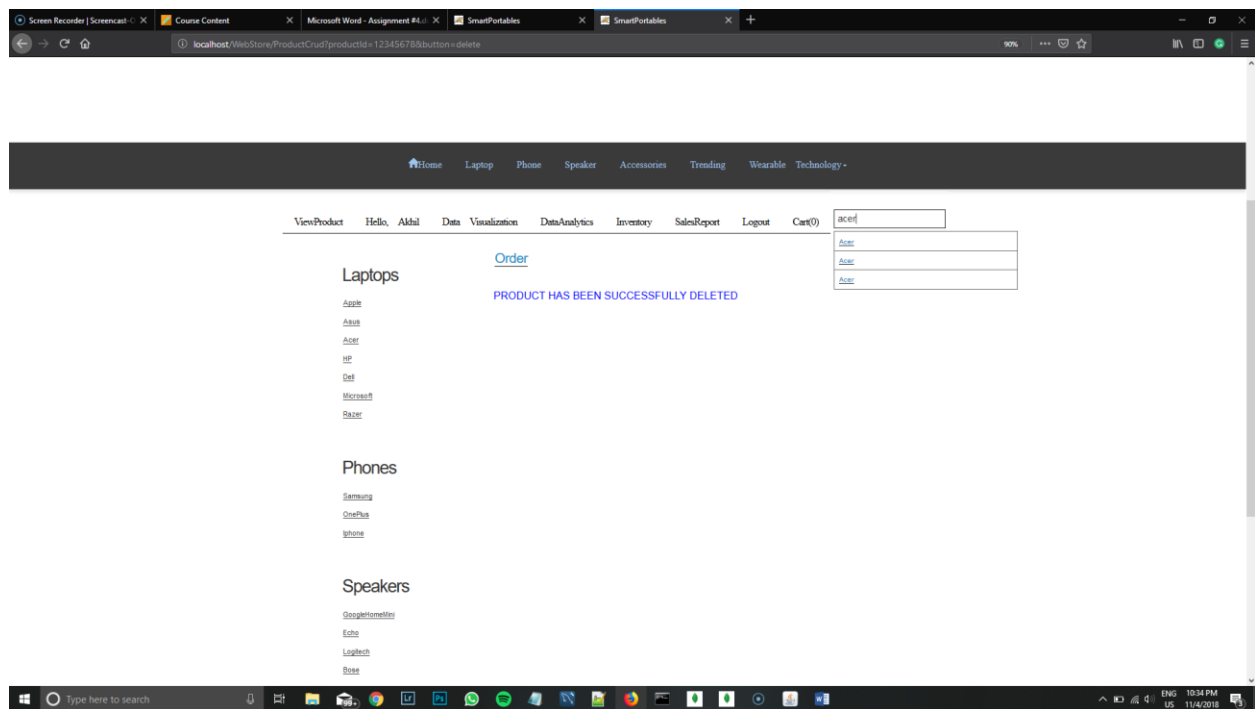 Screen Recorder | Screencast-O
Course Content
Microsoft Word - Assignment #4.d
SmartPortables
SmartPortables
localhost/WebStore/ProductCrud?productId=12345678&button=delete
90%
Home Laptop Phone Speaker Accessories Trending Wearable Technology
ViewProduct Hello, Akhil Data Visualization DataAnalytics Inventory SalesReport Logout Cart(0)
acer
Acer
Acer
Acer
Order
PRODUCT HAS BEEN SUCCESSFULLY DELETED
Laptops
Apple
Asus
Acer
HP
Dell
Microsoft
Razer
Phones
Samsung
OnePlus
Iphone
Speakers
GoogleHomeMini
Echo
Logitech
Bose
Type here to search
99+
Lr
Ps
ENG
US
10:34 PM
11/4/2018